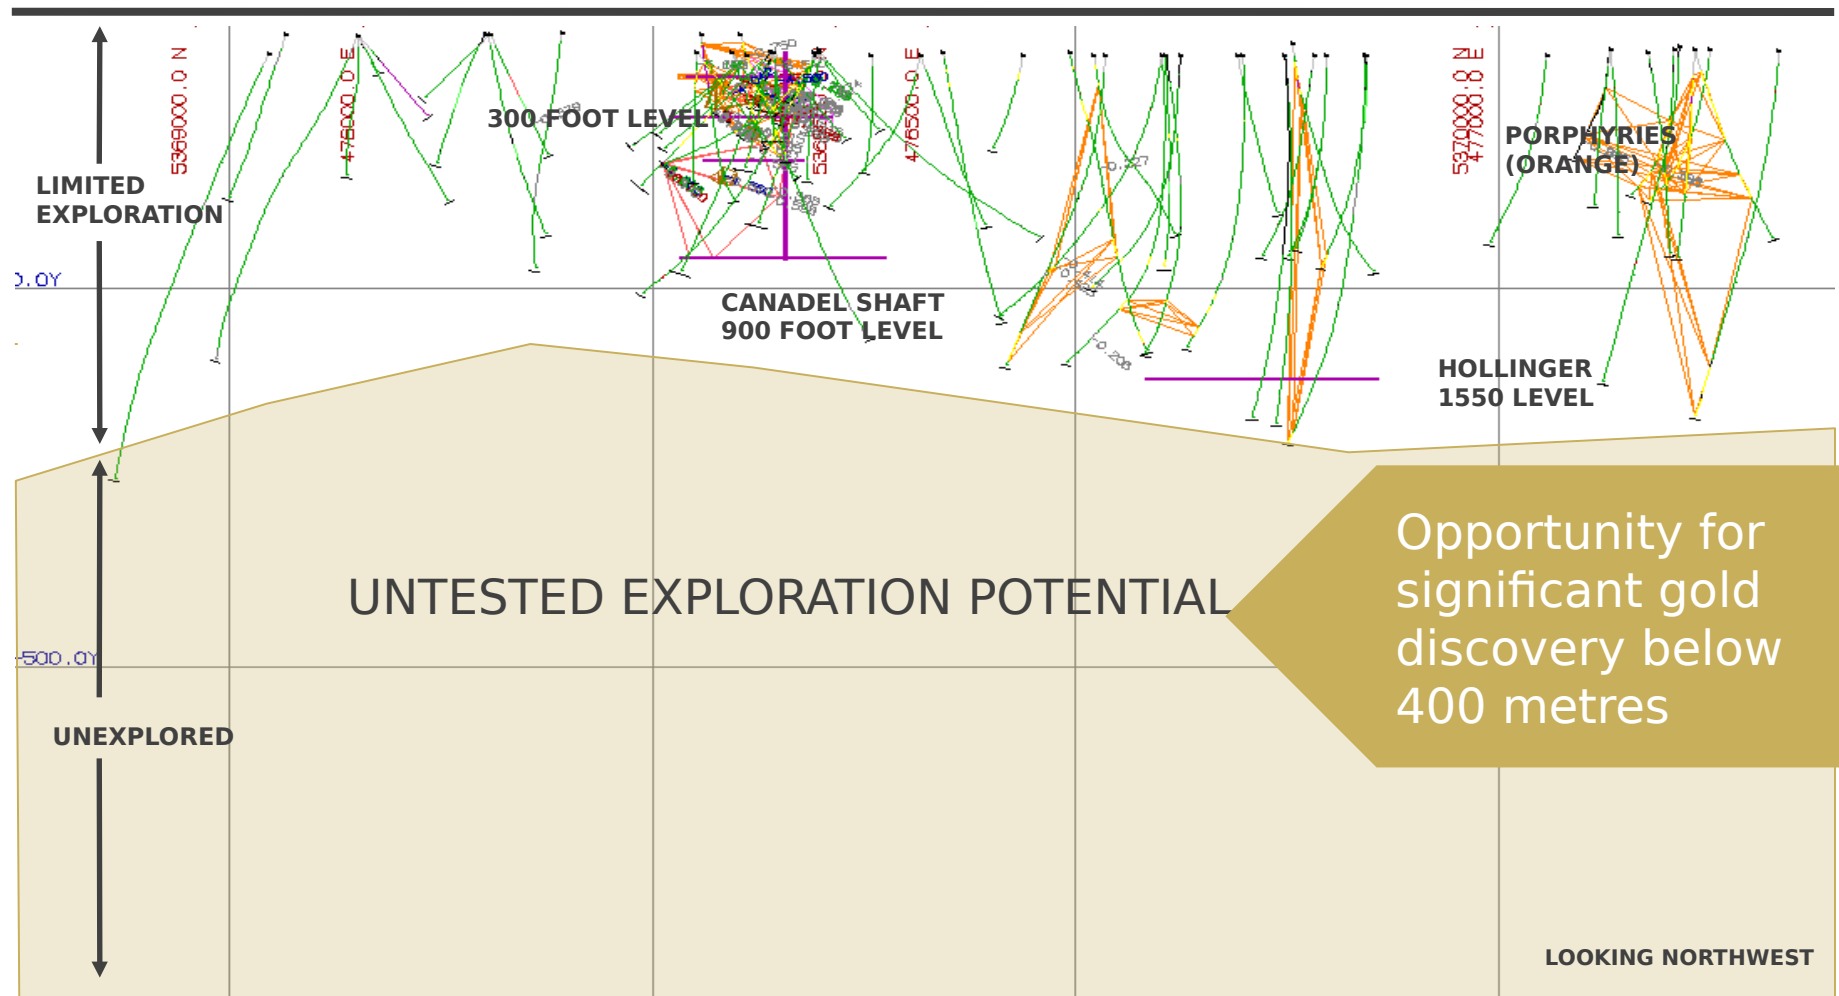 5369000.0 N
476000.0 E
476500.0 E
477000.0 E
300 FOOT LEVEL
PORPHYRIES
(ORANGE)
LIMITED
EXPLORATION
0.0Y
CANADEL SHAFT
900 FOOT LEVEL
HOLLINGER
1550 LEVEL
Opportunity for
significant gold
discovery below
400 metres
UNTESTED EXPLORATION POTENTIAL
-500.0Y
UNEXPLORED
LOOKING NORTHWEST